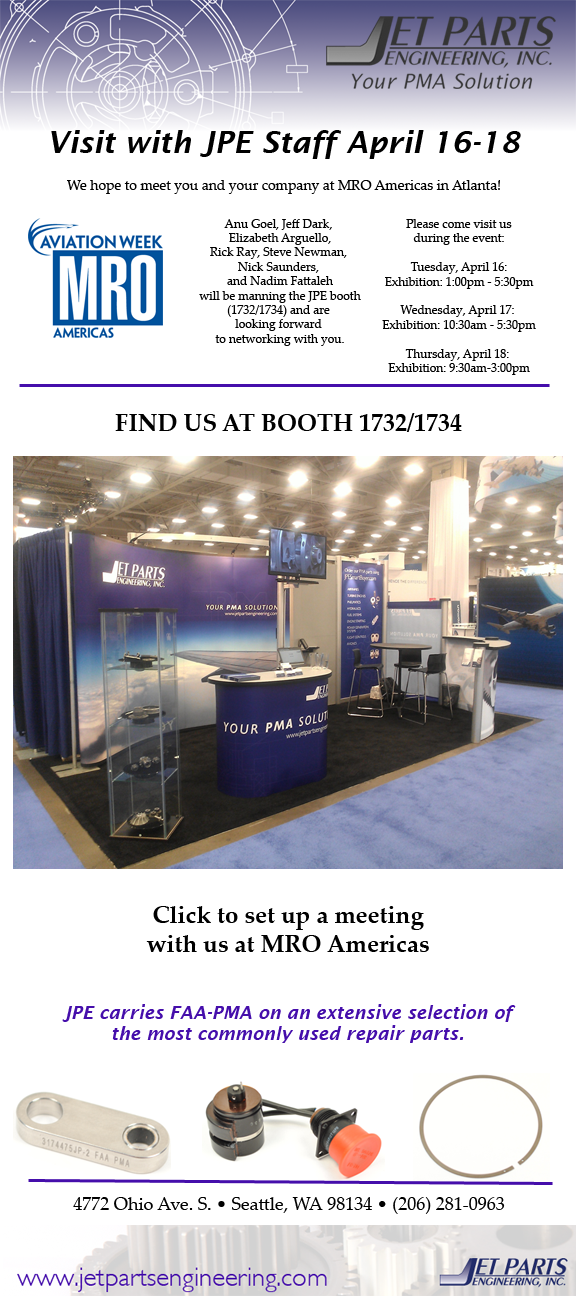 JET PARTS
ENGINEERING, INC.
Your PMA Solution
Visit with JPE Staff April 16-18
We hope to meet you and your company at MRO Americas in Atlanta!
AVIATION WEEK
MRO
AMERICAS
Anu Goel, Jeff Dark,
Elizabeth Arguello,
Rick Ray, Steve Newman,
Nick Saunders,
and Nadim Fattaleh
will be manning the JPE booth
(1732/1734) and are
looking forward
to networking with you.
Please come visit us
during the event:
Tuesday, April 16:
Exhibition: 1:00pm - 5:30pm
Wednesday, April 17:
Exhibition: 10:30am - 5:30pm
Thursday, April 18:
Exhibition: 9:30am-3:00pm
FIND US AT BOOTH 1732/1734
JET PARTS
ENGINEERING, INC.
YOUR PMA SOLUTION
www.jetpartsengineering.com
JET
ENGINEE
YOUR PMA SOLUTI
www.jetpartsengineering
Click to set up a meeting
with us at MRO Americas
JPE carries FAA-PMA on an extensive selection of
the most commonly used repair parts.
3174475JP-2 FAA PMA
4772 Ohio Ave. S. • Seattle, WA 98134 • (206) 281-0963
www.jetpartsengineering.com
JET PARTS
ENGINEERING, INC.